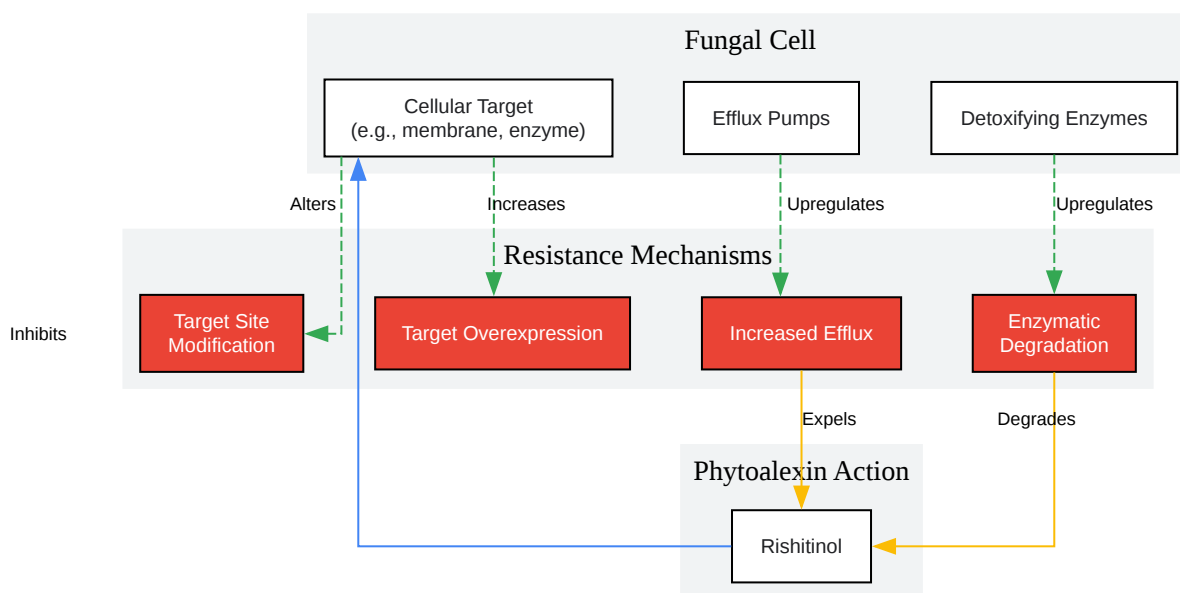 Fungal Cell
Cellular Target
(e.g., membrane, enzyme)
Efflux Pumps
Detoxifying Enzymes
Alters
Increases
Upregulates
Upregulates
Resistance Mechanisms
Inhibits
Target Site
Modification
Target Overexpression
Increased Efflux
Enzymatic
Degradation
Expels
Degrades
Phytoalexin Action
Rishitinol